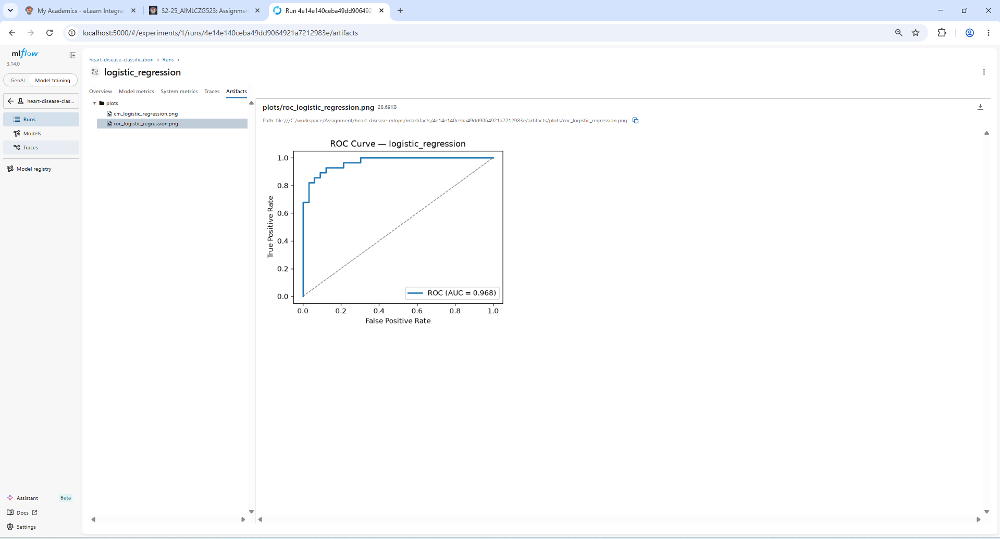 My Academics - eLearn Integra
S2-25_AIMLCZG523: Assignmen
Run 4e14e140ceba49dd906492
localhost:5000/#/experiments/1/runs/4e14e140ceba49dd9064921a7212983e/artifacts
mlflow
3.14.0
GenAI
Model training
heart-disease-clas...
Runs
Models
Traces
Model registry
Assistant
Beta
Docs
Settings
heart-disease-classification
Runs
logistic_regression
Overview
Model metrics
System metrics
Traces
Artifacts
plots
cm_logistic_regression.png
roc_logistic_regression.png
plots/roc_logistic_regression.png 28.69KB
Path: file:///C:/workspace/Assignment/heart-disease-mlops/mlartifacts/4e14e140ceba49dd9064921a7212983e/artifacts/plots/roc_logistic_regression.png
ROC Curve — logistic_regression
True Positive Rate
1.0
0.8
0.6
0.4
0.2
0.0
ROC (AUC = 0.968)
0.0 0.2 0.4 0.6 0.8 1.0
False Positive Rate